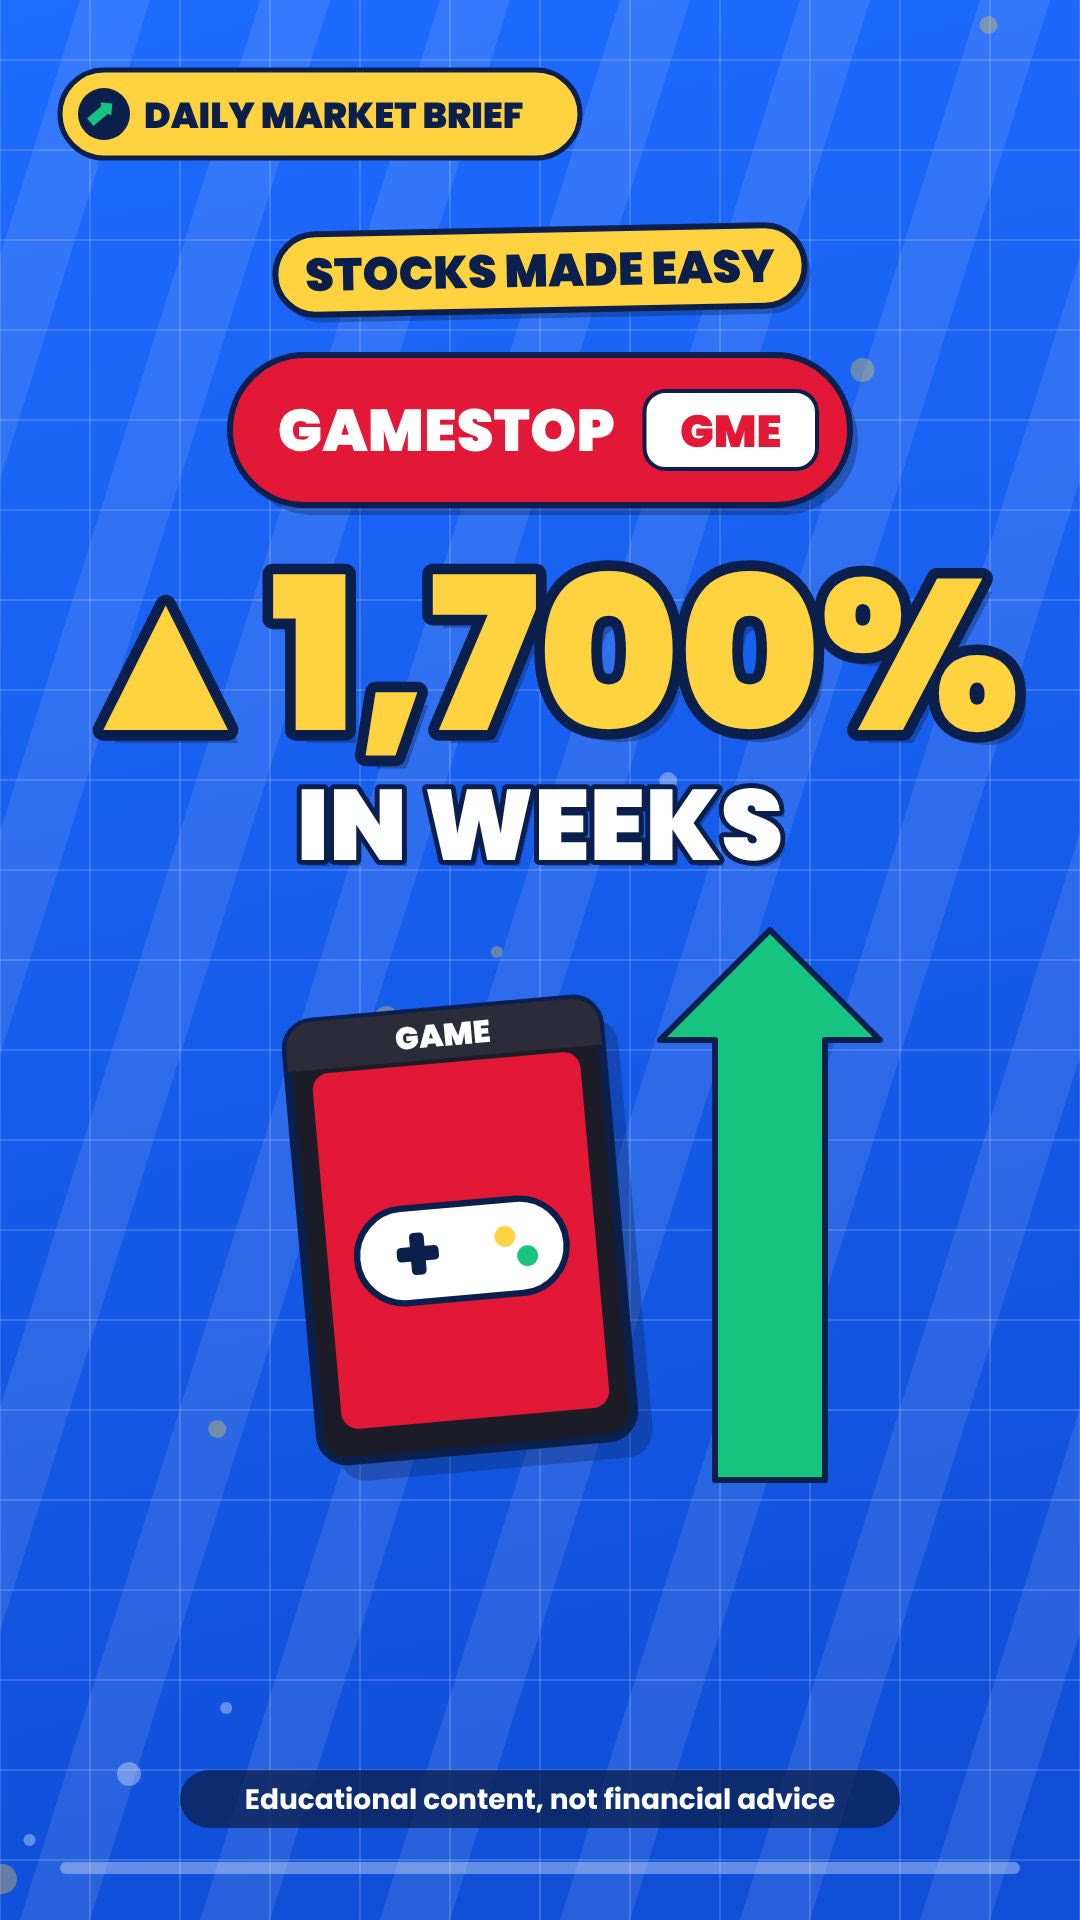 DAILY MARKET BRIEF
STOCKS MADE EASY
GAMESTOP GME
▲1,700%
IN WEEKS
GAME
Educational content, not financial advice